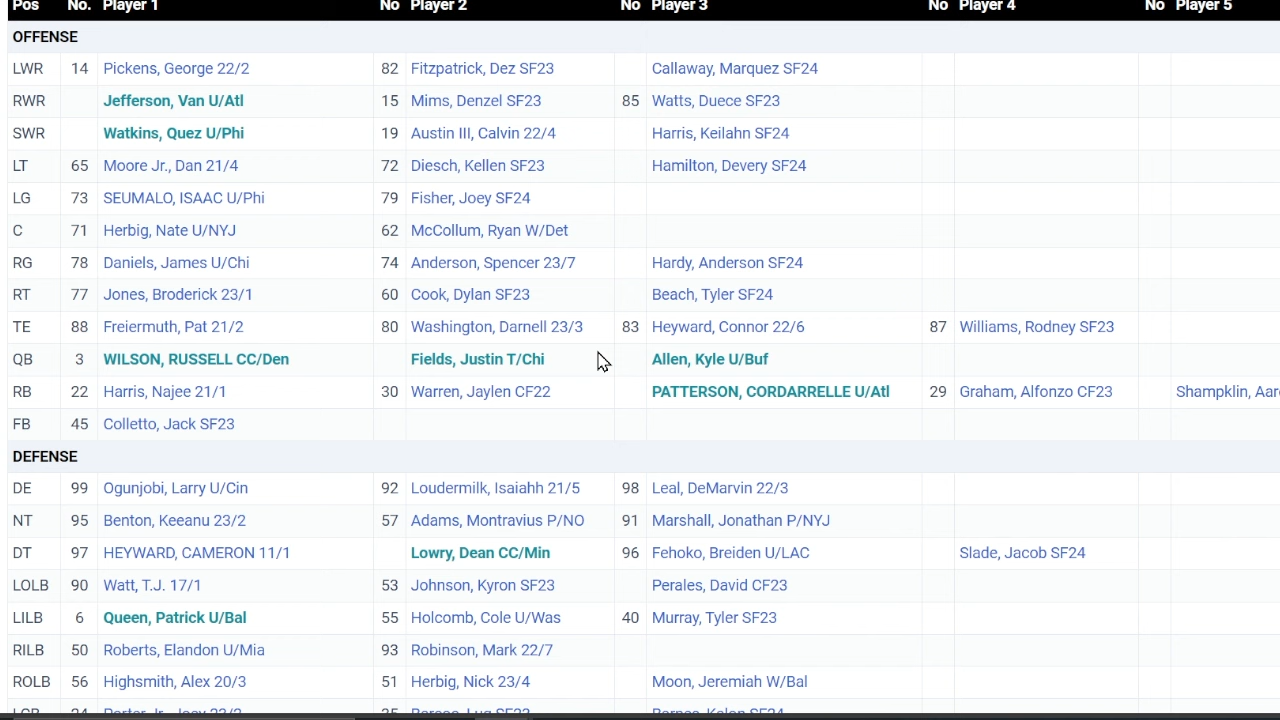 Pos No. Player 1 No Player 2 No Player 3 No Player 4 No Player 5
OFFENSE
LWR 14 Pickens, George 22/2 82 Fitzpatrick, Dez SF23 Callaway, Marquez SF24
RWR Jefferson, Van U/Atl 15 Mims, Denzel SF23 85 Watts, Duece SF23
SWR Watkins, Quez U/Phi 19 Austin III, Calvin 22/4 Harris, Keilahn SF24
LT 65 Moore Jr., Dan 21/4 72 Diesch, Kellen SF23 Hamilton, Devery SF24
LG 73 SEUMALO, ISAAC U/Phi 79 Fisher, Joey SF24
C 71 Herbig, Nate U/NYJ 62 McCollum, Ryan W/Det
RG 78 Daniels, James U/Chi 74 Anderson, Spencer 23/7 Hardy, Anderson SF24
RT 77 Jones, Broderick 23/1 60 Cook, Dylan SF23 Beach, Tyler SF24
TE 88 Freiermuth, Pat 21/2 80 Washington, Darnell 23/3 83 Heyward, Connor 22/6 87 Williams, Rodney SF23
QB 3 WILSON, RUSSELL CC/Den Fields, Justin T/Chi Allen, Kyle U/Buf
RB 22 Harris, Najee 21/1 30 Warren, Jaylen CF22 PATTERSON, CORDARRELLE U/Atl 29 Graham, Alfonzo CF23 Shampklin, Aar
FB 45 Colletto, Jack SF23
DEFENSE
DE 99 Ogunjobi, Larry U/Cin 92 Loudermilk, Isaiahh 21/5 98 Leal, DeMarvin 22/3
NT 95 Benton, Keeanu 23/2 57 Adams, Montravius P/NO 91 Marshall, Jonathan P/NYJ
DT 97 HEYWARD, CAMERON 11/1 Lowry, Dean CC/Min 96 Fehoko, Breiden U/LAC Slade, Jacob SF24
LOLB 90 Watt, T.J. 17/1 53 Johnson, Kyron SF23 Perales, David CF23
LILB 6 Queen, Patrick U/Bal 55 Holcomb, Cole U/Was 40 Murray, Tyler SF23
RILB 50 Roberts, Elandon U/Mia 93 Robinson, Mark 22/7
ROLB 56 Highsmith, Alex 20/3 51 Herbig, Nick 23/4 Moon, Jeremiah W/Bal
LCB 24 Porter Jr., Joey 23/2 35